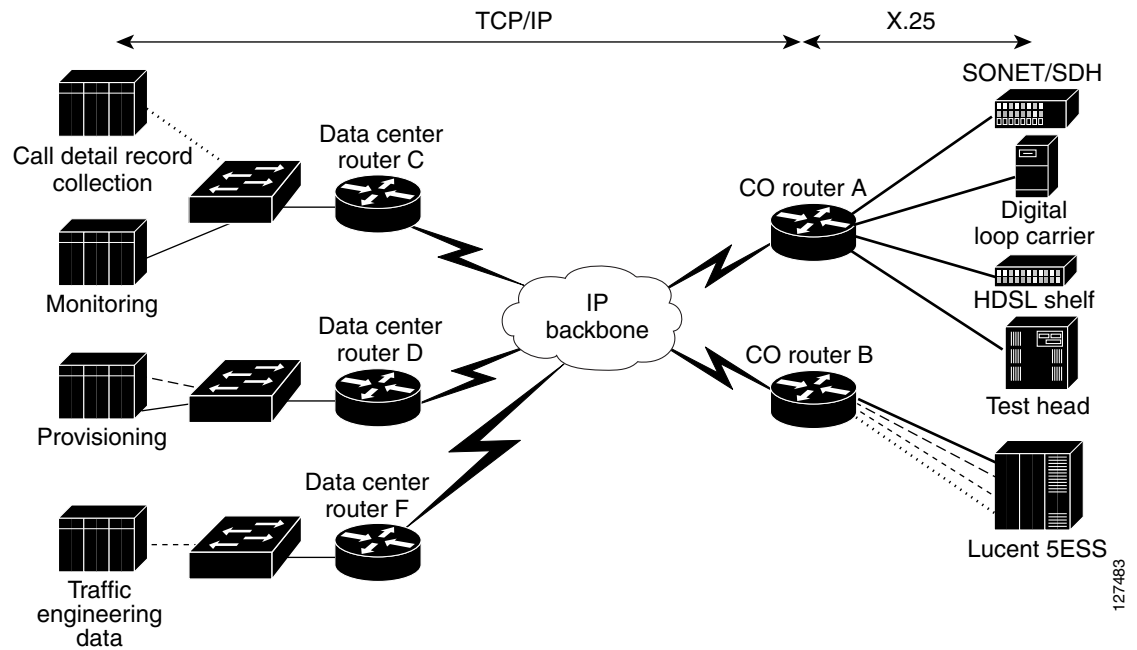 TCP/IP
X.25
SONET/SDH
Call detail record
collection
Data center
router C
CO router A
Digital
loop carrier
Monitoring
IP
backbone
HDSL shelf
Data center
router D
CO router B
Test head
Provisioning
Data center
router F
Lucent 5ESS
Traffic
engineering
data
127483